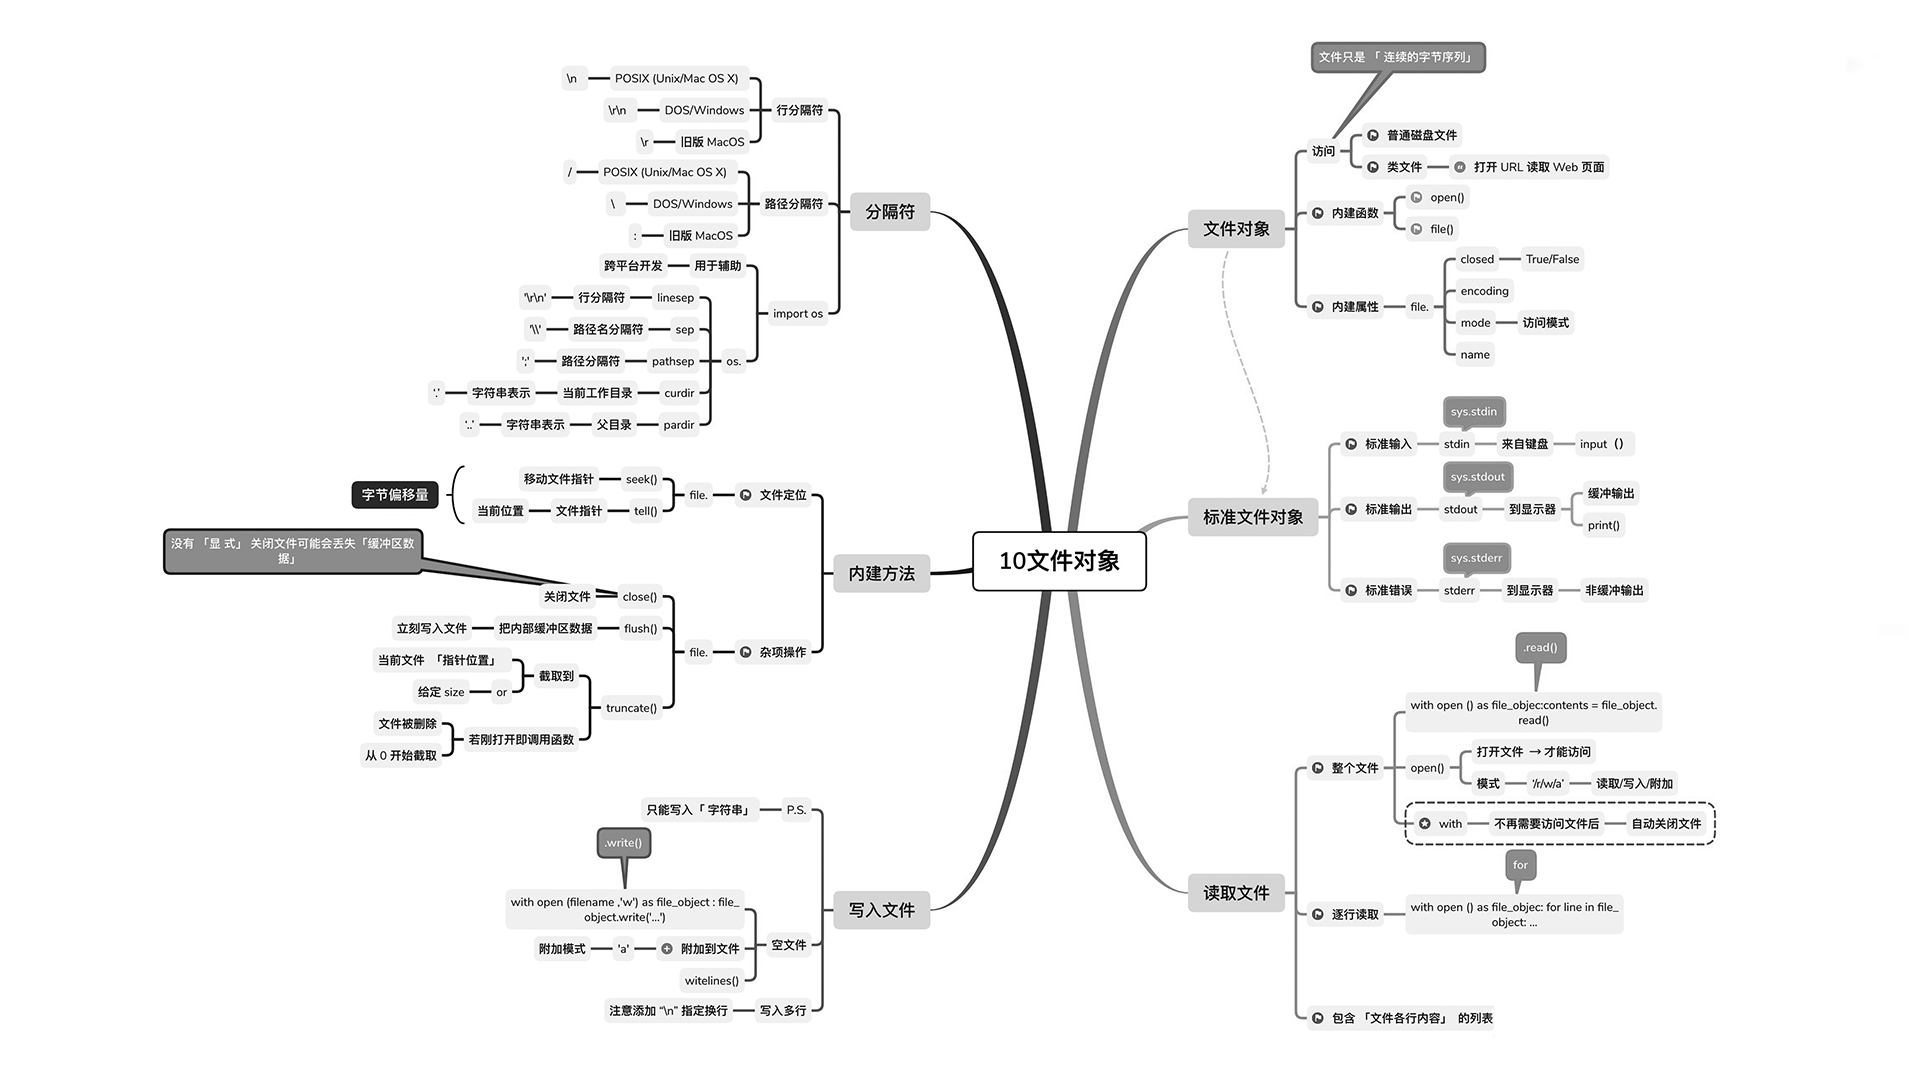 10文件对象
文件对象
文件只是 「 连续的字节序列」
访问
普通磁盘文件
类文件
打开 URL 读取 Web 页面
内建函数
open()
file()
内建属性
file.
closed
True/False
encoding
mode
访问模式
name
标准文件对象
sys.stdin
标准输入
stdin
来自键盘
input（）
sys.stdout
标准输出
stdout
到显示器
缓冲输出
print()
sys.stderr
标准错误
stderr
到显示器
非缓冲输出
读取文件
整个文件
.read()
with open () as file_objec:contents = file_object.
read()
open()
打开文件 → 才能访问
模式
'/r/w/a'
读取/写入/附加
with
不再需要访问文件后
自动关闭文件
for
逐行读取
with open () as file_objec: for line in file_
object: ...
包含 「文件各行内容」 的列表
分隔符
行分隔符
POSIX (Unix/Mac OS X)
\n
DOS/Windows
\r\n
旧版 MacOS
\r
路径分隔符
POSIX (Unix/Mac OS X)
/
DOS/Windows
\
旧版 MacOS
:
import os
用于辅助
跨平台开发
os.
linesep
行分隔符
'\r\n'
sep
路径名分隔符
'\\'
pathsep
路径分隔符
';'
curdir
当前工作目录
字符串表示
'.'
pardir
父目录
字符串表示
'..'
内建方法
文件定位
file.
seek()
移动文件指针
tell()
文件指针
当前位置
字节偏移量
杂项操作
file.
close()
关闭文件
没有 「显 式」 关闭文件可能会丢失「缓冲区数
据」
flush()
把内部缓冲区数据
立刻写入文件
truncate()
截取到
当前文件 「指针位置」
or
给定 size
若刚打开即调用函数
文件被删除
从 0 开始截取
写入文件
P.S.
只能写入「 字符串」
空文件
.write()
with open (filename ,'w') as file_object : file_
object.write('...')
附加到文件
'a'
附加模式
witelines()
写入多行
注意添加 “\n” 指定换行